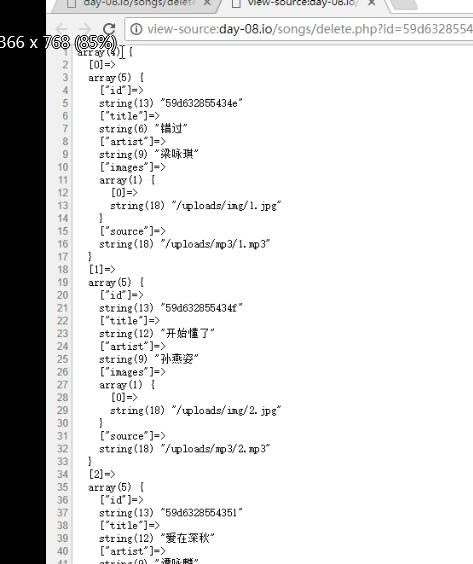 day-08.io/songs/delete
view-source:day-08.io/
view-source:day-08.io/songs/delete.php?id=59d6328554
366 x 768 (85%)
1 array(4) {
2 [0]=>
3 array(5) {
4 ["id"]=>
5 string(13) "59d632855434e"
6 ["title"]=>
7 string(6) "错过"
8 ["artist"]=>
9 string(9) "梁咏琪"
10 ["images"]=>
11 array(1) {
12 [0]=>
13 string(18) "/uploads/img/1.jpg"
14 }
15 ["source"]=>
16 string(18) "/uploads/mp3/1.mp3"
17 }
18 [1]=>
19 array(5) {
20 ["id"]=>
21 string(13) "59d632855434f"
22 ["title"]=>
23 string(12) "开始懂了"
24 ["artist"]=>
25 string(9) "孙燕姿"
26 ["images"]=>
27 array(1) {
28 [0]=>
29 string(18) "/uploads/img/2.jpg"
30 }
31 ["source"]=>
32 string(18) "/uploads/mp3/2.mp3"
33 }
34 [2]=>
35 array(5) {
36 ["id"]=>
37 string(13) "59d6328554351"
38 ["title"]=>
39 string(12) "爱在深秋"
40 ["artist"]=>
41 string(9) "谭咏麟"